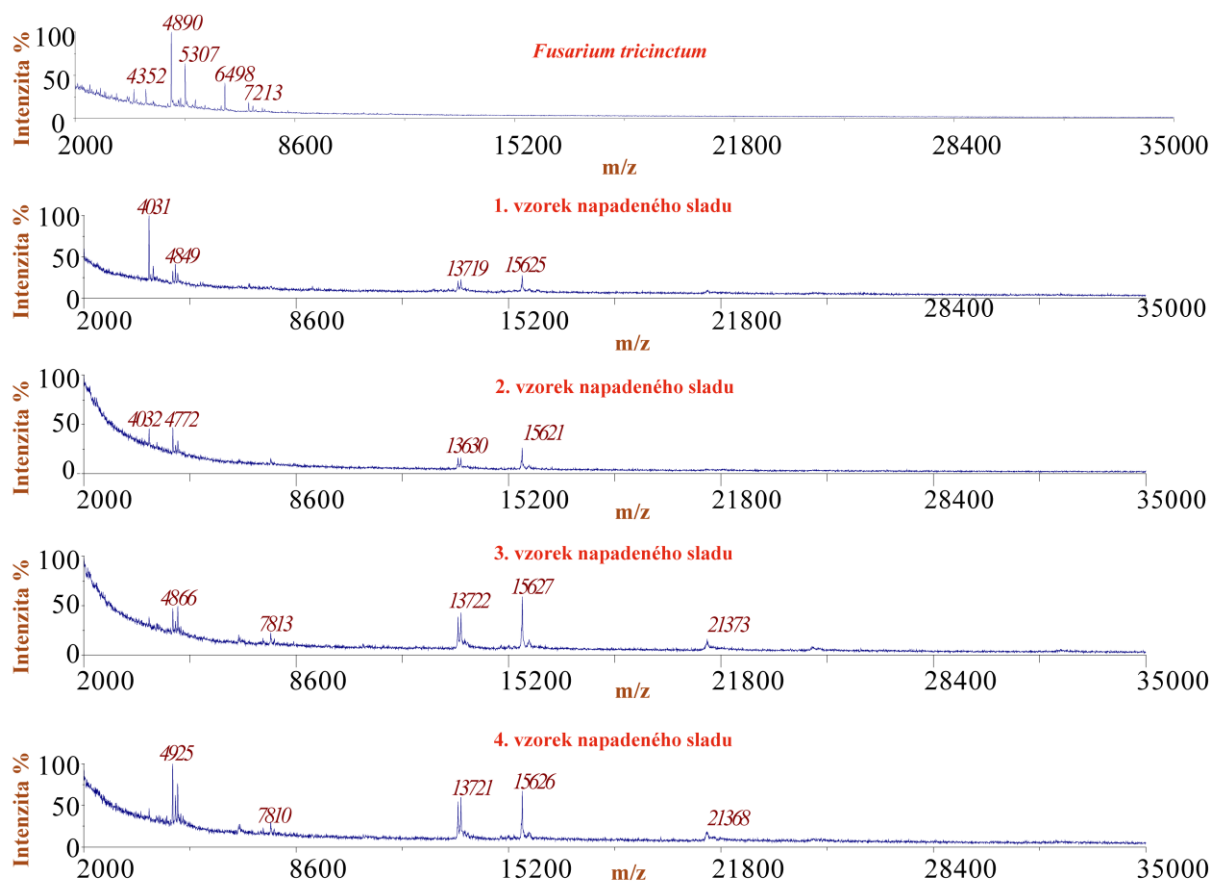 Fusarium tricinctum
Intenzita %
100
50
0
4352
4890
5307
6498
7213
2000 8600 15200 21800 28400 35000
m/z
1. vzorek napadeného sladu
Intenzita %
100
50
0
4031
4849
13719
15625
2000 8600 15200 21800 28400 35000
m/z
2. vzorek napadeného sladu
Intenzita %
100
50
0
4032 4772
13630
15621
2000 8600 15200 21800 28400 35000
m/z
3. vzorek napadeného sladu
Intenzita %
100
50
0
4866
7813
13722
15627
21373
2000 8600 15200 21800 28400 35000
m/z
4. vzorek napadeného sladu
Intenzita %
100
50
0
4925
7810
13721
15626
21368
2000 8600 15200 21800 28400 35000
m/z